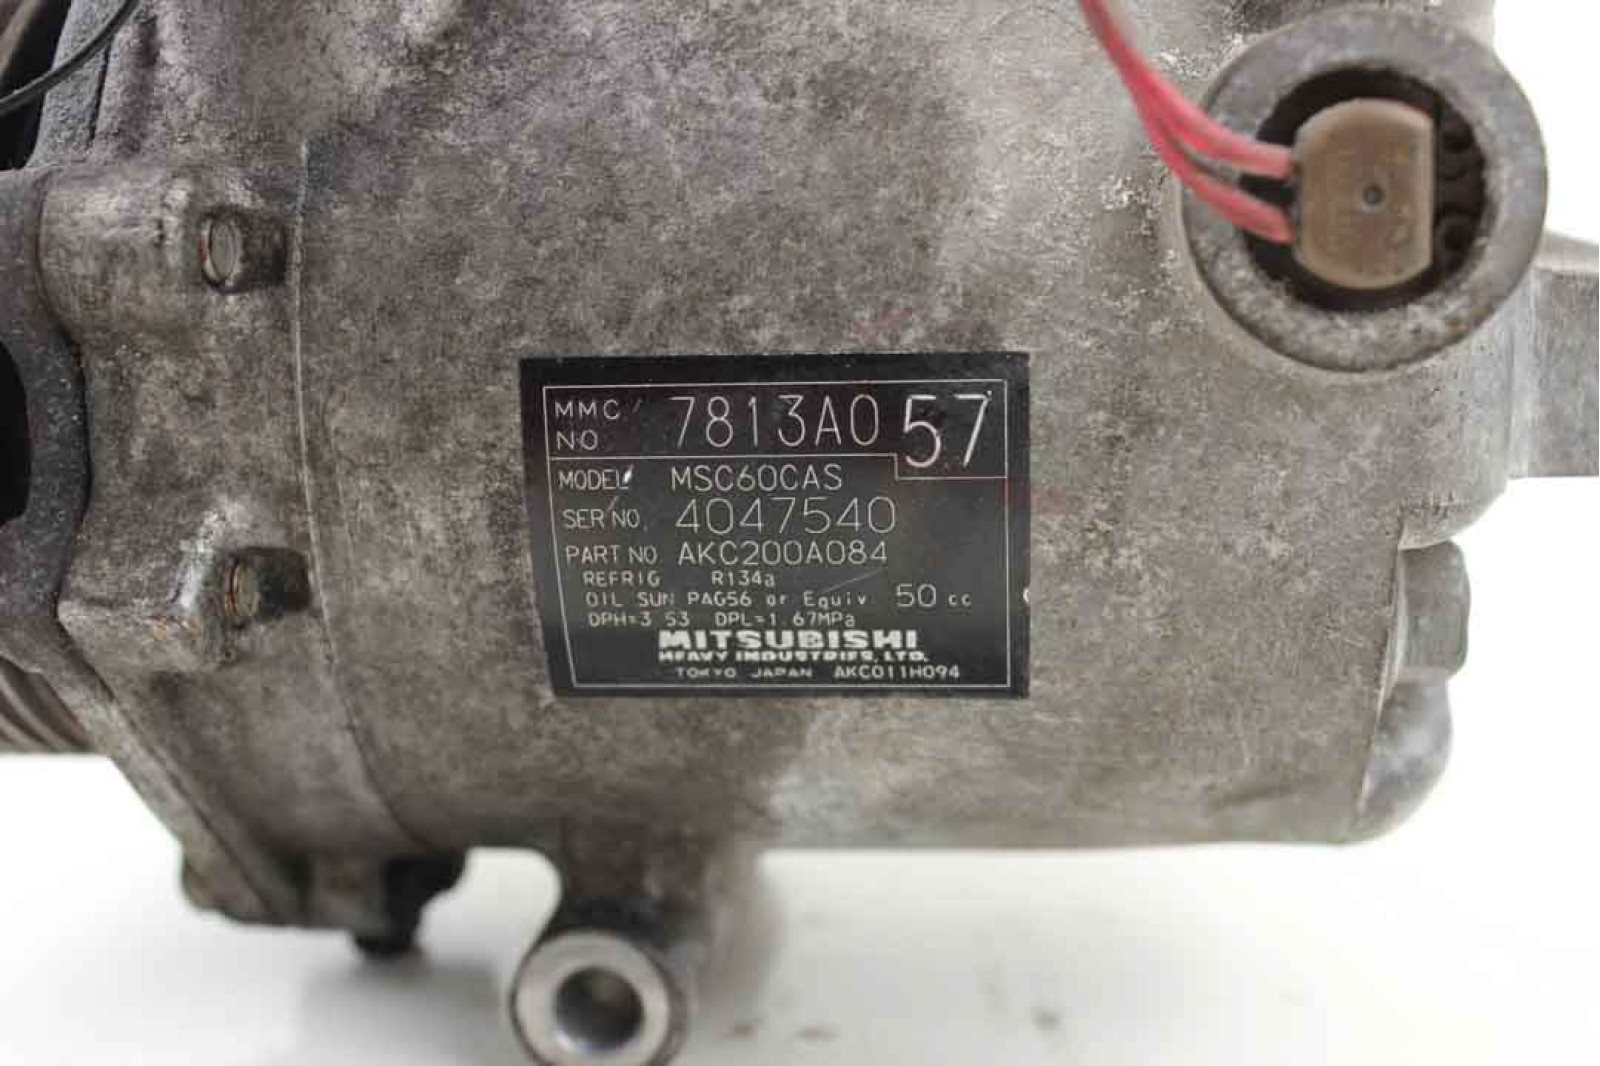 MMC 7813A057
NO.
MODEL MSC60CAS
SER NO. 4047540
PART NO. AKC200A084
REFRIG R134a
OIL SUN PAG56 or Equiv 50 cc
DPH=3.53 DPL=1.67MPa
MITSUBISHI
HEAVY INDUSTRIES, LTD.
TOKYO JAPAN AKC011H094